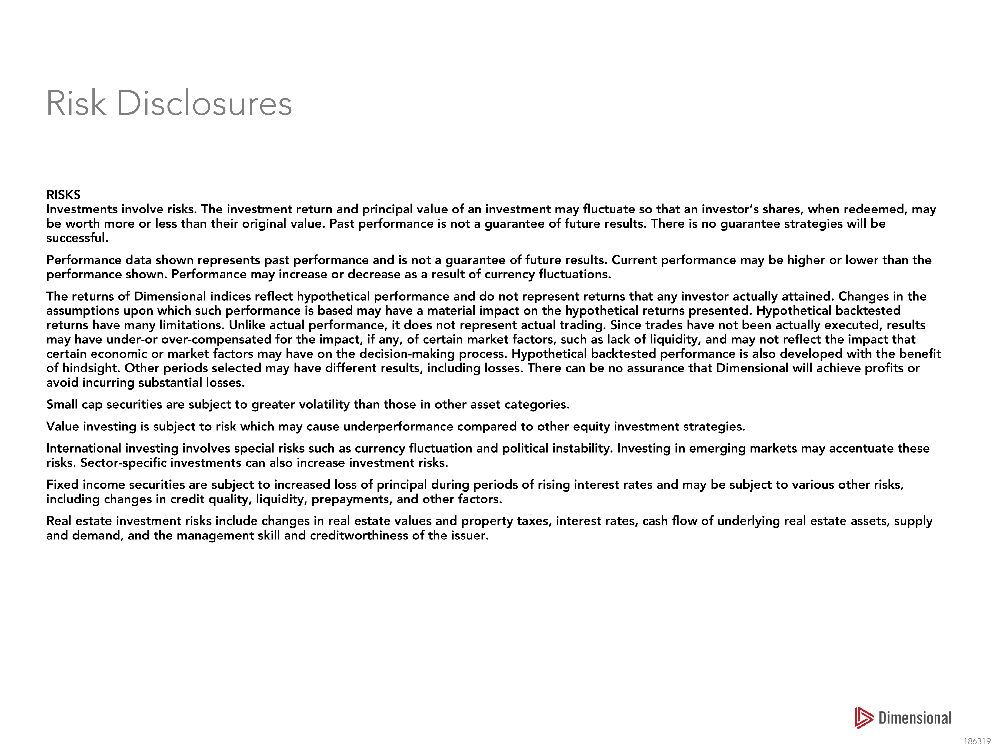 Risk Disclosures
RISKS
Investments involve risks. The investment return and principal value of an investment may fluctuate so that an investor’s shares, when redeemed, may
be worth more or less than their original value. Past performance is not a guarantee of future results. There is no guarantee strategies will be
successful.
Performance data shown represents past performance and is not a guarantee of future results. Current performance may be higher or lower than the
performance shown. Performance may increase or decrease as a result of currency fluctuations.
The returns of Dimensional indices reflect hypothetical performance and do not represent returns that any investor actually attained. Changes in the
assumptions upon which such performance is based may have a material impact on the hypothetical returns presented. Hypothetical backtested
returns have many limitations. Unlike actual performance, it does not represent actual trading. Since trades have not been actually executed, results
may have under-or over-compensated for the impact, if any, of certain market factors, such as lack of liquidity, and may not reflect the impact that
certain economic or market factors may have on the decision-making process. Hypothetical backtested performance is also developed with the benefit
of hindsight. Other periods selected may have different results, including losses. There can be no assurance that Dimensional will achieve profits or
avoid incurring substantial losses.
Small cap securities are subject to greater volatility than those in other asset categories.
Value investing is subject to risk which may cause underperformance compared to other equity investment strategies.
International investing involves special risks such as currency fluctuation and political instability. Investing in emerging markets may accentuate these
risks. Sector-specific investments can also increase investment risks.
Fixed income securities are subject to increased loss of principal during periods of rising interest rates and may be subject to various other risks,
including changes in credit quality, liquidity, prepayments, and other factors.
Real estate investment risks include changes in real estate values and property taxes, interest rates, cash flow of underlying real estate assets, supply
and demand, and the management skill and creditworthiness of the issuer.
Dimensional
186319